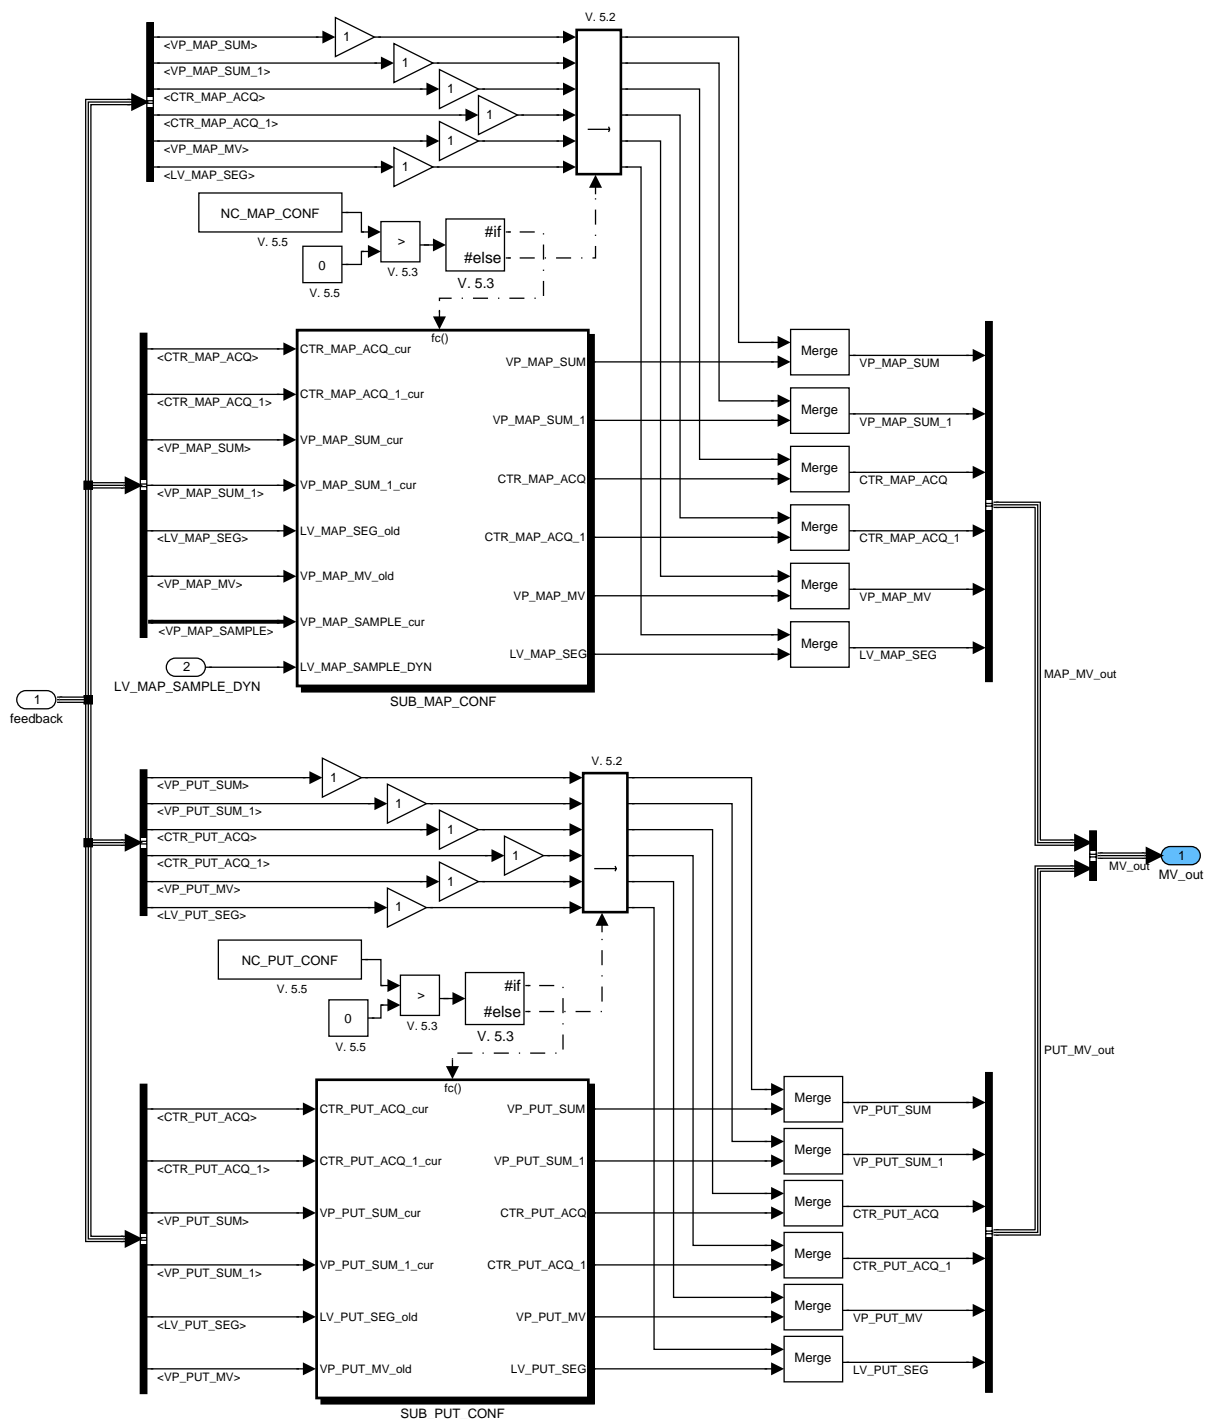 V. 5.2
<VP_MAP_SUM>
1
<VP_MAP_SUM_1>
1
<CTR_MAP_ACQ>
1
<CTR_MAP_ACQ_1>
1
<VP_MAP_MV>
1
<LV_MAP_SEG>
1
NC_MAP_CONF
V. 5.5
0
V. 5.5
>
V. 5.3
#if
#else
V. 5.3
fc()
<CTR_MAP_ACQ>
<CTR_MAP_ACQ_1>
<VP_MAP_SUM>
<VP_MAP_SUM_1>
<LV_MAP_SEG>
<VP_MAP_MV>
<VP_MAP_SAMPLE>
2
LV_MAP_SAMPLE_DYN
CTR_MAP_ACQ_cur
CTR_MAP_ACQ_1_cur
VP_MAP_SUM_cur
VP_MAP_SUM_1_cur
LV_MAP_SEG_old
VP_MAP_MV_old
VP_MAP_SAMPLE_cur
LV_MAP_SAMPLE_DYN
VP_MAP_SUM
VP_MAP_SUM_1
CTR_MAP_ACQ
CTR_MAP_ACQ_1
VP_MAP_MV
LV_MAP_SEG
SUB_MAP_CONF
Merge
VP_MAP_SUM
Merge
VP_MAP_SUM_1
Merge
CTR_MAP_ACQ
Merge
CTR_MAP_ACQ_1
Merge
VP_MAP_MV
Merge
LV_MAP_SEG
MAP_MV_out
1
feedback
V. 5.2
<VP_PUT_SUM>
1
<VP_PUT_SUM_1>
1
<CTR_PUT_ACQ>
1
<CTR_PUT_ACQ_1>
1
<VP_PUT_MV>
1
<LV_PUT_SEG>
1
MV_out
1
MV_out
NC_PUT_CONF
V. 5.5
0
V. 5.5
>
V. 5.3
#if
#else
V. 5.3
PUT_MV_out
fc()
<CTR_PUT_ACQ>
<CTR_PUT_ACQ_1>
<VP_PUT_SUM>
<VP_PUT_SUM_1>
<LV_PUT_SEG>
<VP_PUT_MV>
CTR_PUT_ACQ_cur
CTR_PUT_ACQ_1_cur
VP_PUT_SUM_cur
VP_PUT_SUM_1_cur
LV_PUT_SEG_old
VP_PUT_MV_old
VP_PUT_SUM
VP_PUT_SUM_1
CTR_PUT_ACQ
CTR_PUT_ACQ_1
VP_PUT_MV
LV_PUT_SEG
SUB_PUT_CONF
Merge
VP_PUT_SUM
Merge
VP_PUT_SUM_1
Merge
CTR_PUT_ACQ
Merge
CTR_PUT_ACQ_1
Merge
VP_PUT_MV
Merge
LV_PUT_SEG